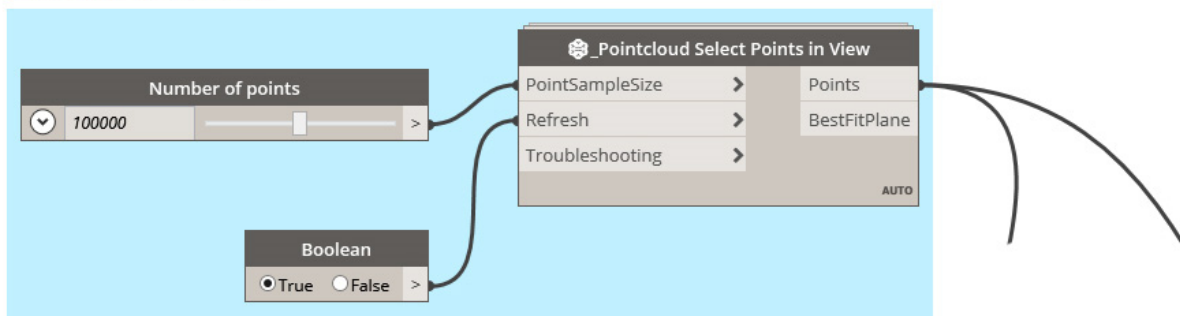 _Pointcloud Select Points in View
PointSampleSize
Points
Refresh
BestFitPlane
Troubleshooting
AUTO
Number of points
100000
>
Boolean
True
False
>